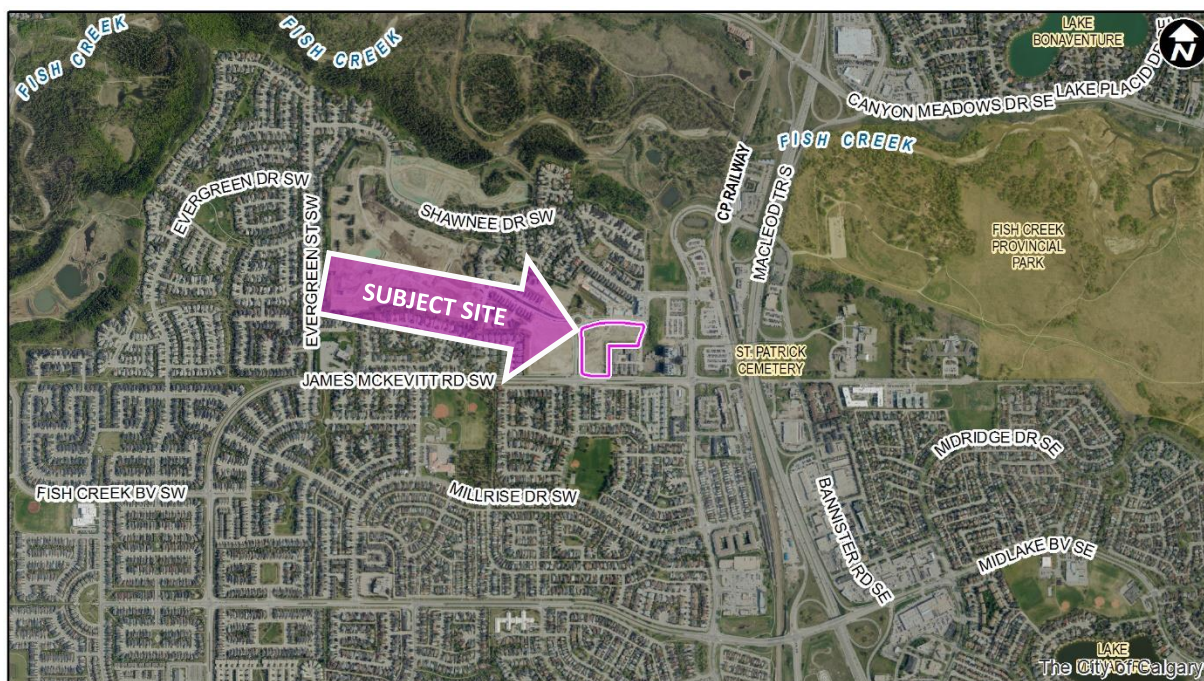 FISH CREEK
FISH CREEK
LAKE
BONAVENTURE
N
LAKE PLACID DR SE
CANYON MEADOWS DR SE
FISH CREEK
CP RAILWAY
MACLEOD TR S
EVERGREEN DR SW
EVERGREEN ST SW
SHAWNEE DR SW
FISH CREEK
PROVINCIAL
PARK
SUBJECT SITE
ST. PATRICK
CEMETERY
JAMES MCKEVITT RD SW
MIDRIDGE DR SE
FISH CREEK BV SW
MILLRISE DR SW
BANNISTER RD SE
MIDLAKE BV SE
LAKE
The City of Calgary